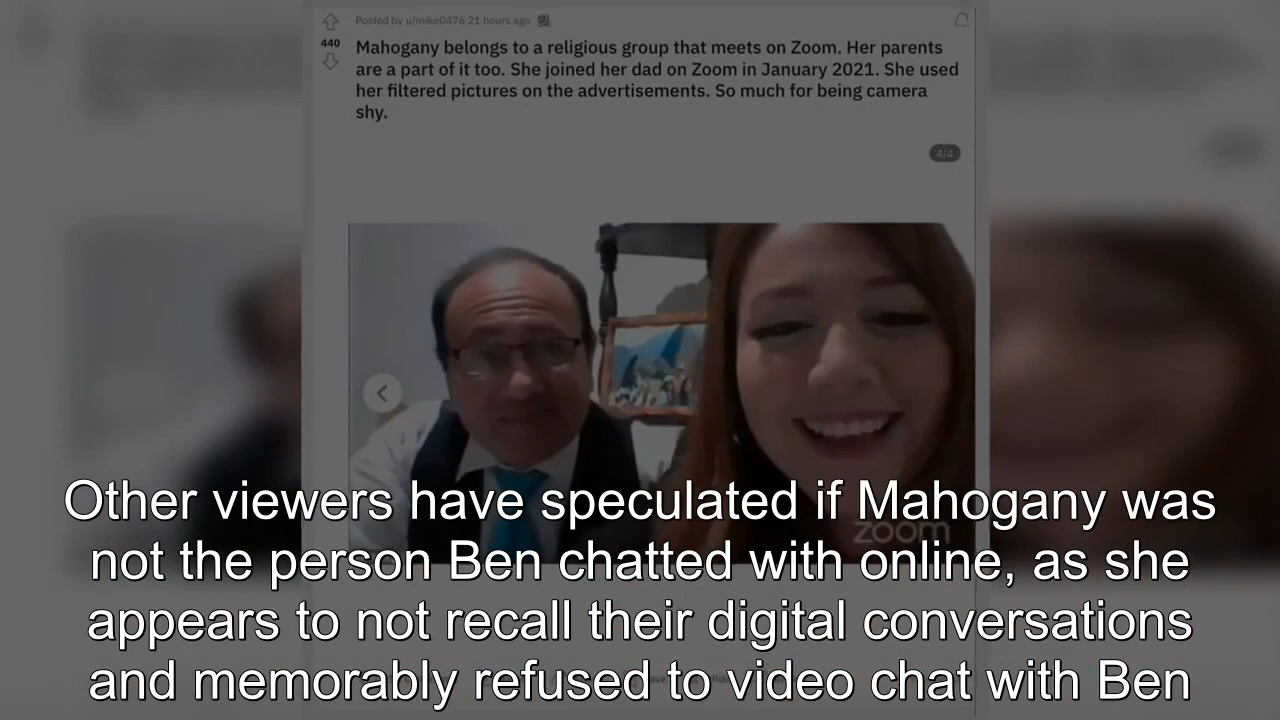 Posted by u/mike0476 21 hours ago
440
Mahogany belongs to a religious group that meets on Zoom. Her parents
are a part of it too. She joined her dad on Zoom in January 2021. She used
her filtered pictures on the advertisements. So much for being camera
shy.
4/4
zoom
Other viewers have speculated if Mahogany was
not the person Ben chatted with online, as she
appears to not recall their digital conversations
and memorably refused to video chat with Ben